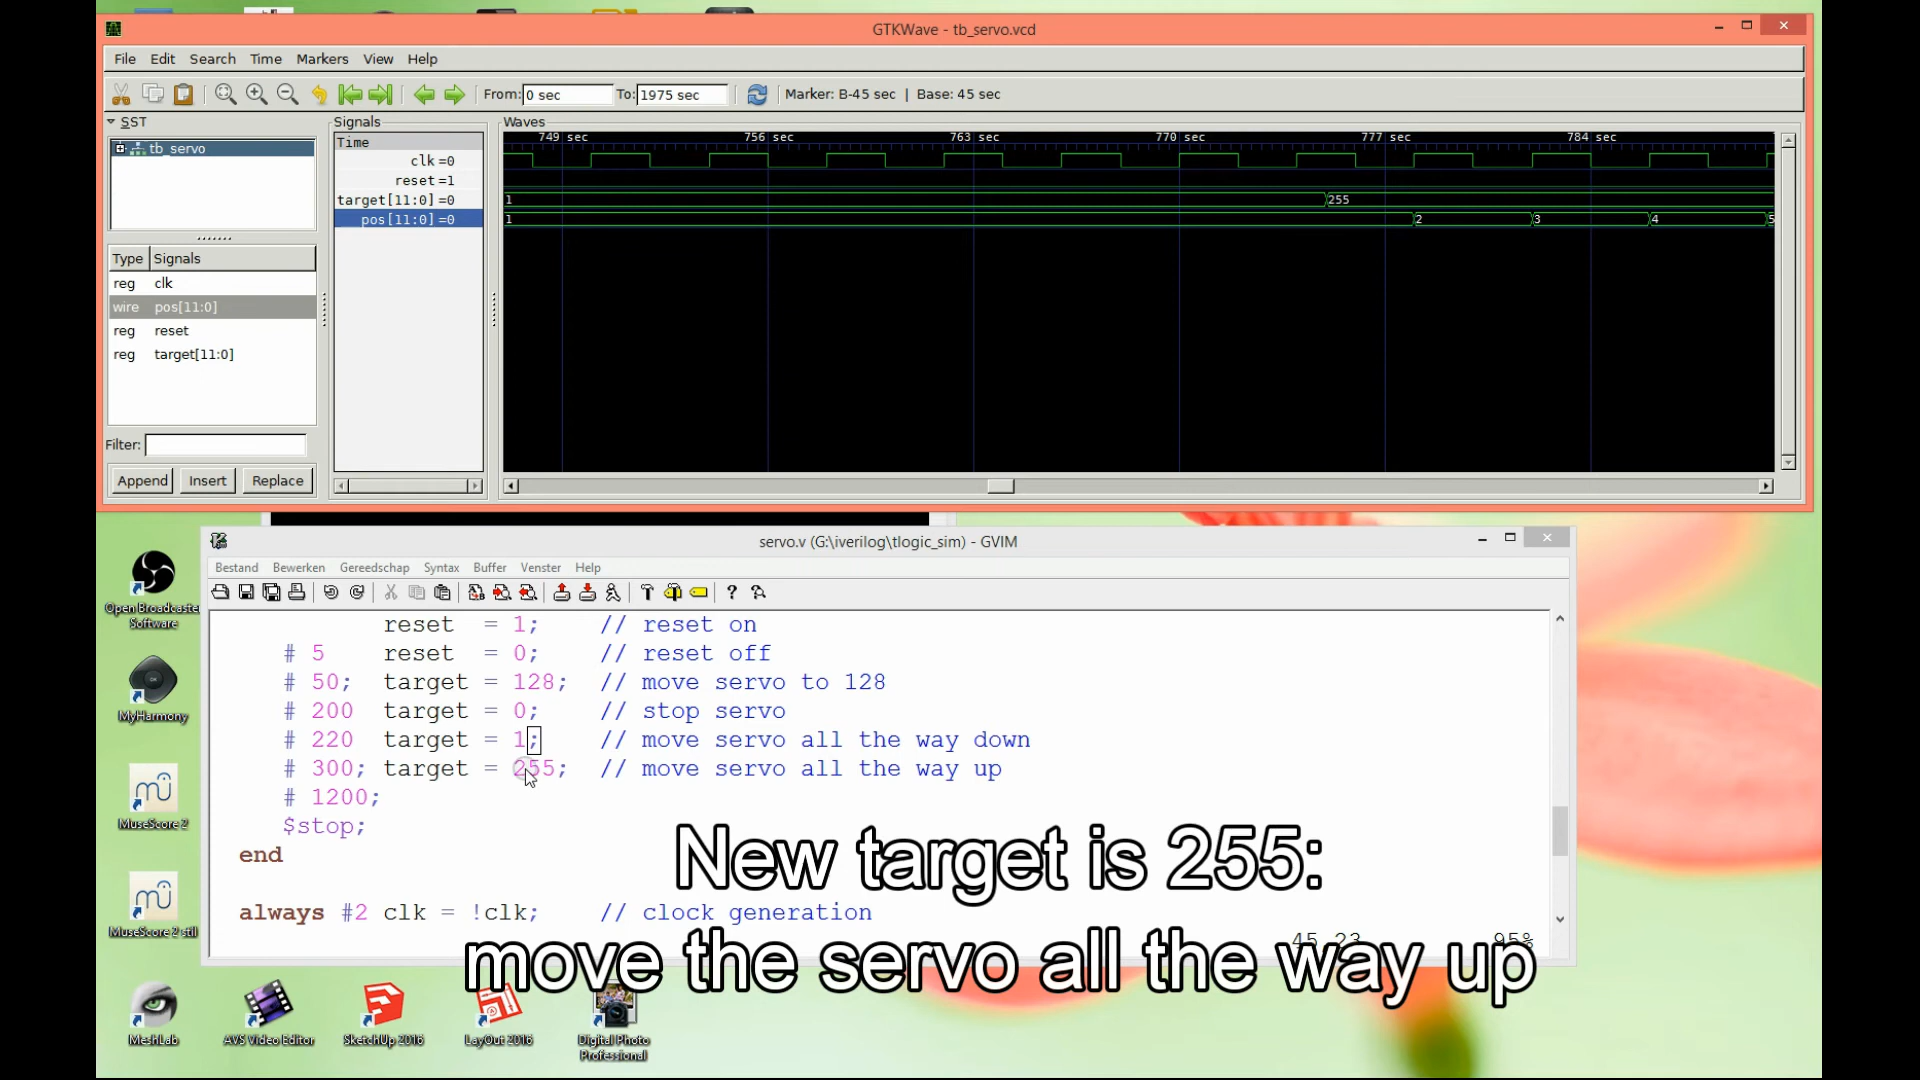 GTKWave - tb_servo.vcd
File Edit Search Time Markers View Help
From: 0 sec To: 1975 sec Marker: B-45 sec | Base: 45 sec
SST
tb_servo
Type Signals
reg clk
wire pos[11:0]
reg reset
reg target[11:0]
Filter:
Append Insert Replace
Signals
Time
clk=0
reset=1
target[11:0]=0
pos[11:0]=0
Waves
749 sec 756 sec 763 sec 770 sec 777 sec 784 sec
1 255
1 2 3 4 5
servo.v (G:\iverilog\tlogic_sim) - GVIM
Bestand Bewerken Gereedschap Syntax Buffer Venster Help
reset = 1; // reset on
# 5 reset = 0; // reset off
# 50; target = 128; // move servo to 128
# 200 target = 0; // stop servo
# 220 target = 1; // move servo all the way down
# 300; target = 255; // move servo all the way up
# 1200;
$stop;
end
always #2 clk = !clk; // clock generation
45,23 95%
New target is 255:
move the servo all the way up
Open Broadcaster
Software
MyHarmony
MuseScore 2
MuseScore 2 still
MeshLab
AVS Video Editor
SketchUp 2016
LayOut 2016
Digital Photo
Professional